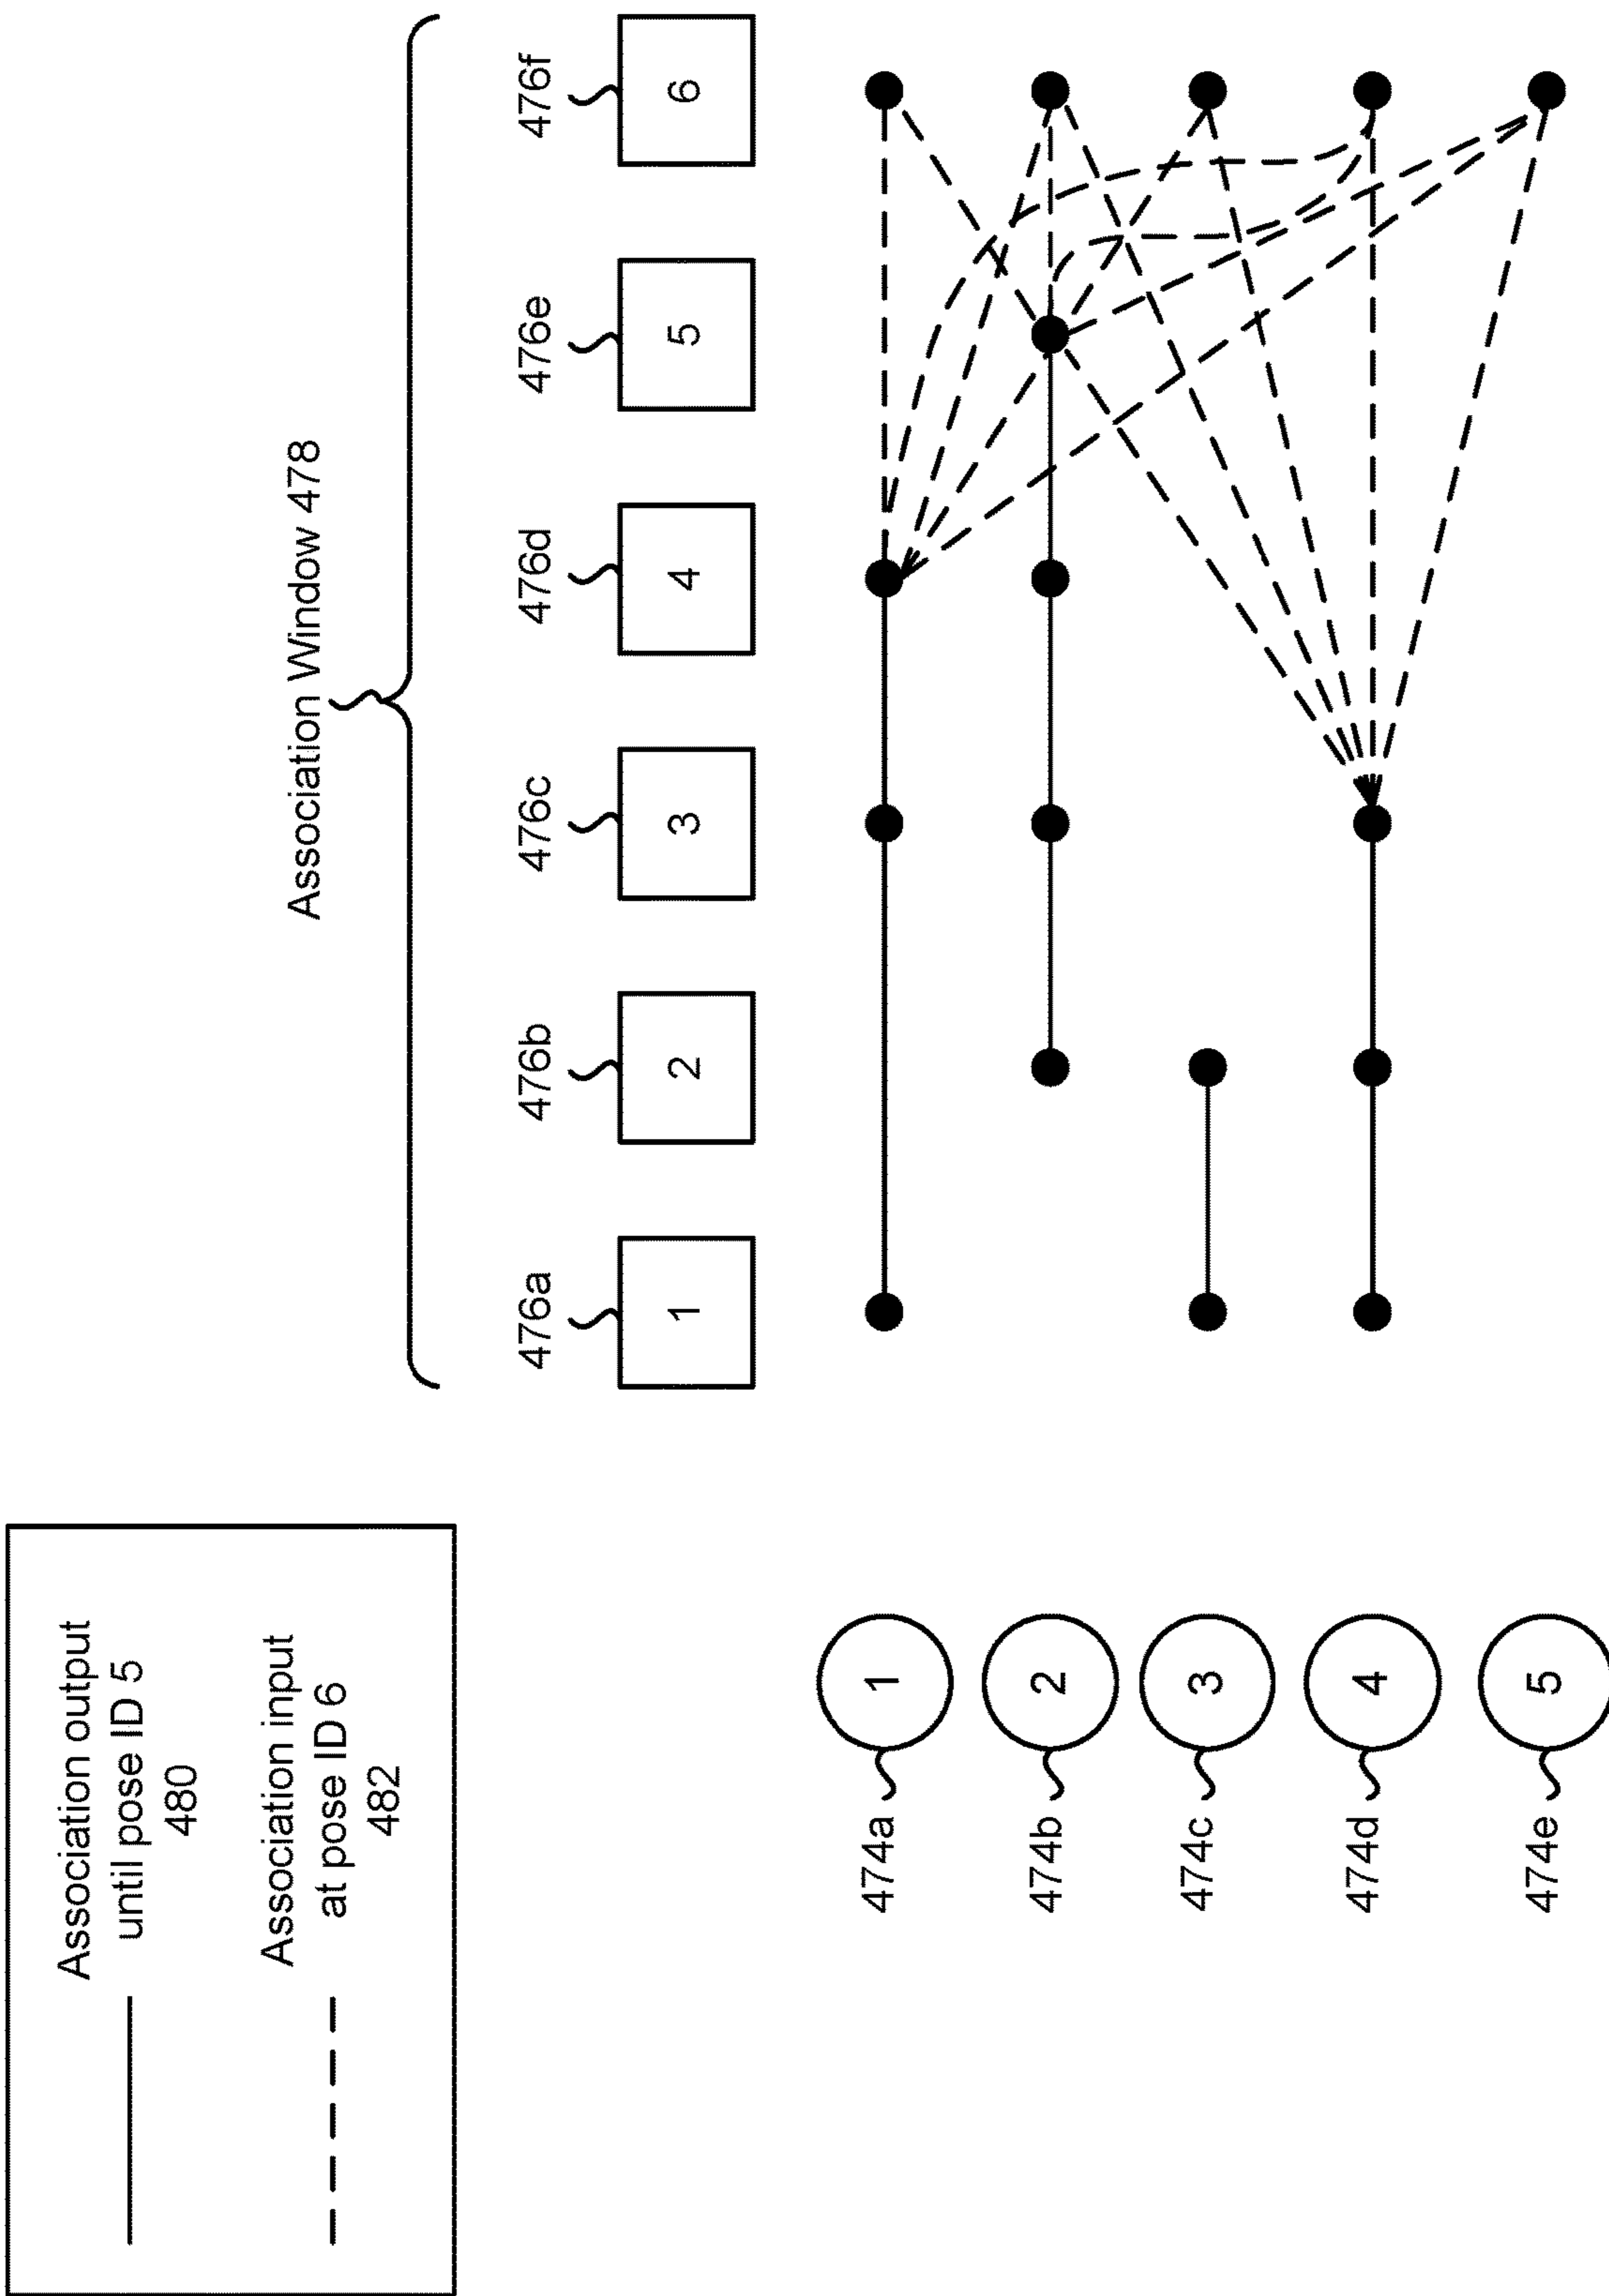 Association output
until pose ID 5
480
Association input
at pose ID 6
482
Association Window 478
476a
476b
476c
476d
476e
476f
1
2
3
4
5
6
474a
1
474b
2
474c
3
474d
4
474e
5